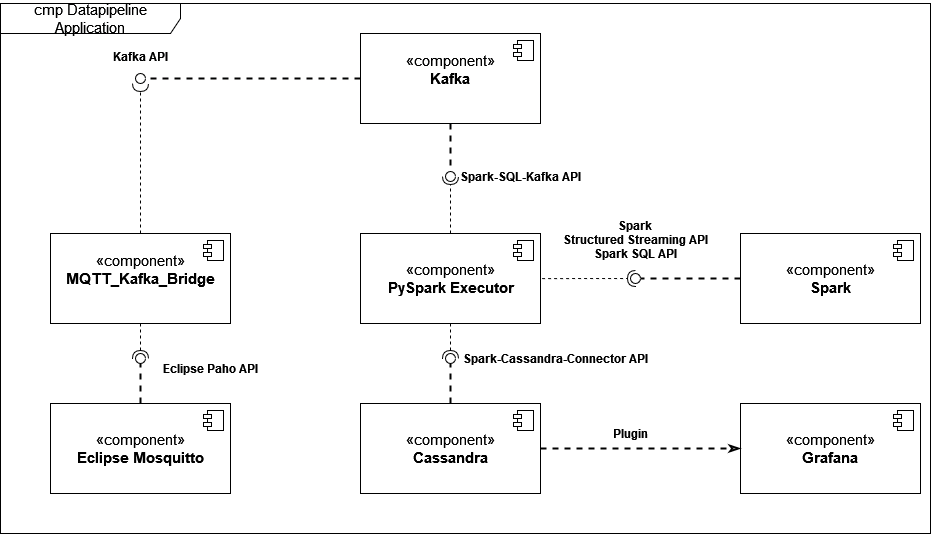 cmp Datapipeline
Application
Kafka API
«component»
Kafka
Spark-SQL-Kafka API
Spark
Structured Streaming API
Spark SQL API
«component»
MQTT_Kafka_Bridge
«component»
PySpark Executor
«component»
Spark
Eclipse Paho API
Spark-Cassandra-Connector API
«component»
Eclipse Mosquitto
«component»
Cassandra
Plugin
«component»
Grafana